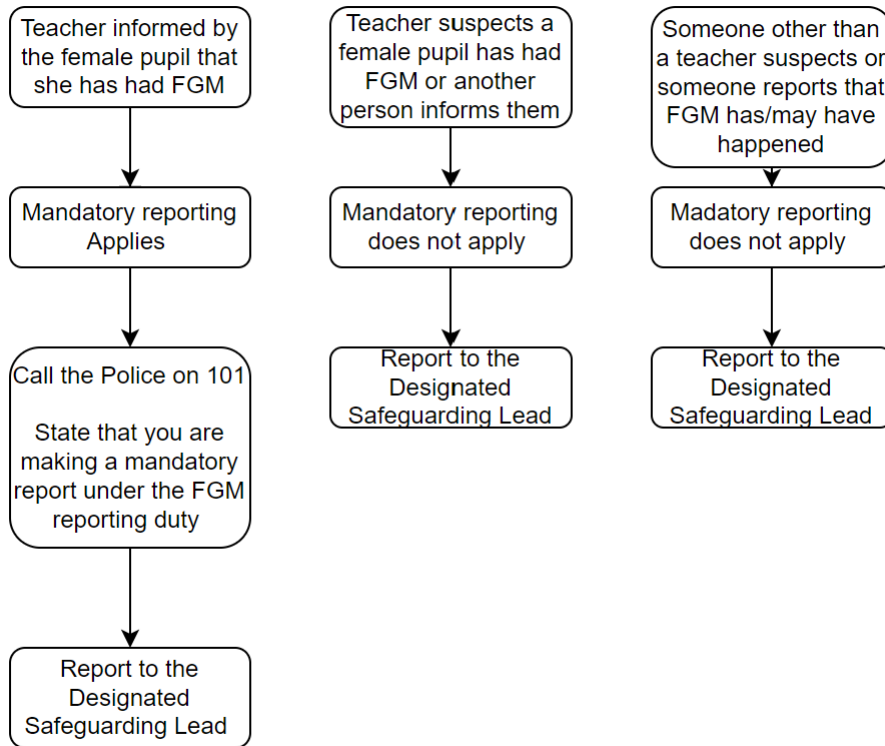 Teacher informed by
the female pupil that
she has had FGM
Mandatory reporting
Applies
Call the Police on 101
State that you are
making a mandatory
report under the FGM
reporting duty
Report to the
Designated
Safeguarding Lead
Teacher suspects a
female pupil has had
FGM or another
person informs them
Mandatory reporting
does not apply
Report to the
Designated
Safeguarding Lead
Someone other than
a teacher suspects or
someone reports that
FGM has/may have
happened
Madatory reporting
does not apply
Report to the
Designated
Safeguarding Lead